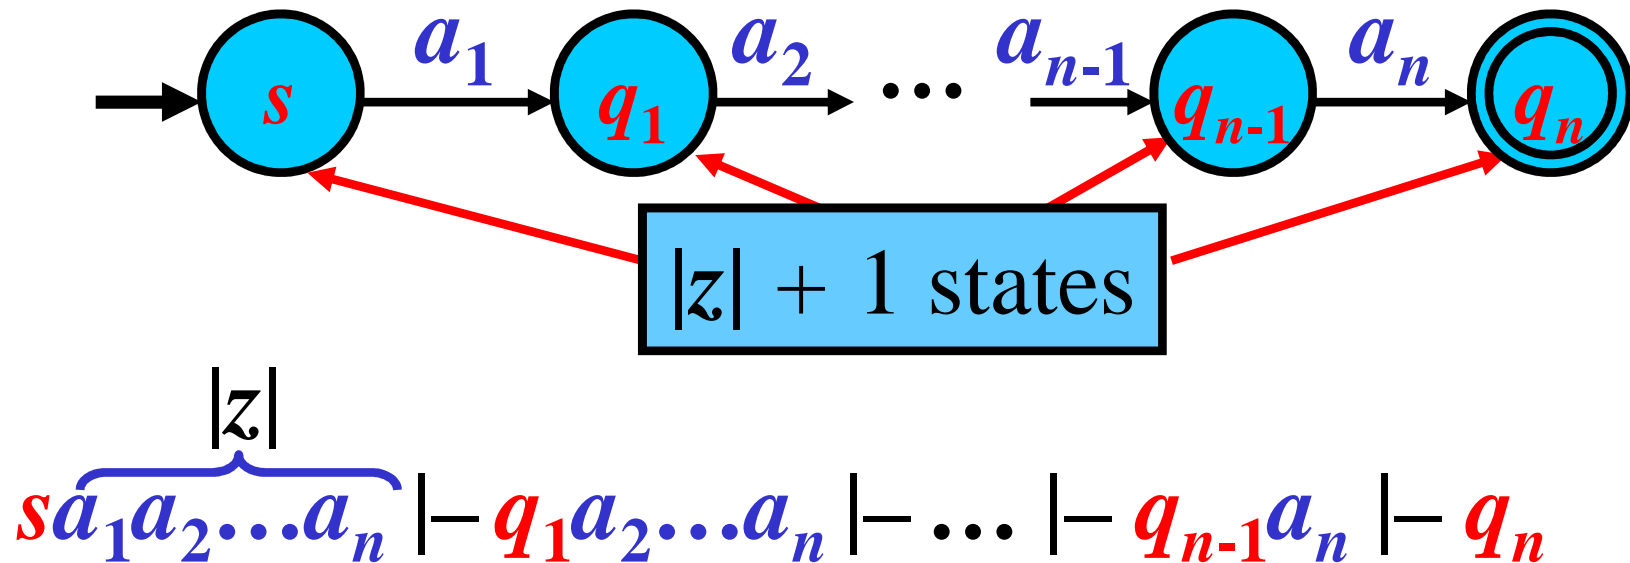 a₁ a₂ ... aₙ₋₁ aₙ
s q₁ qₙ₋₁ qₙ
|z| + 1 states
|z|
sa₁a₂…aₙ |– q₁a₂…aₙ |– … |– qₙ₋₁aₙ |– qₙ